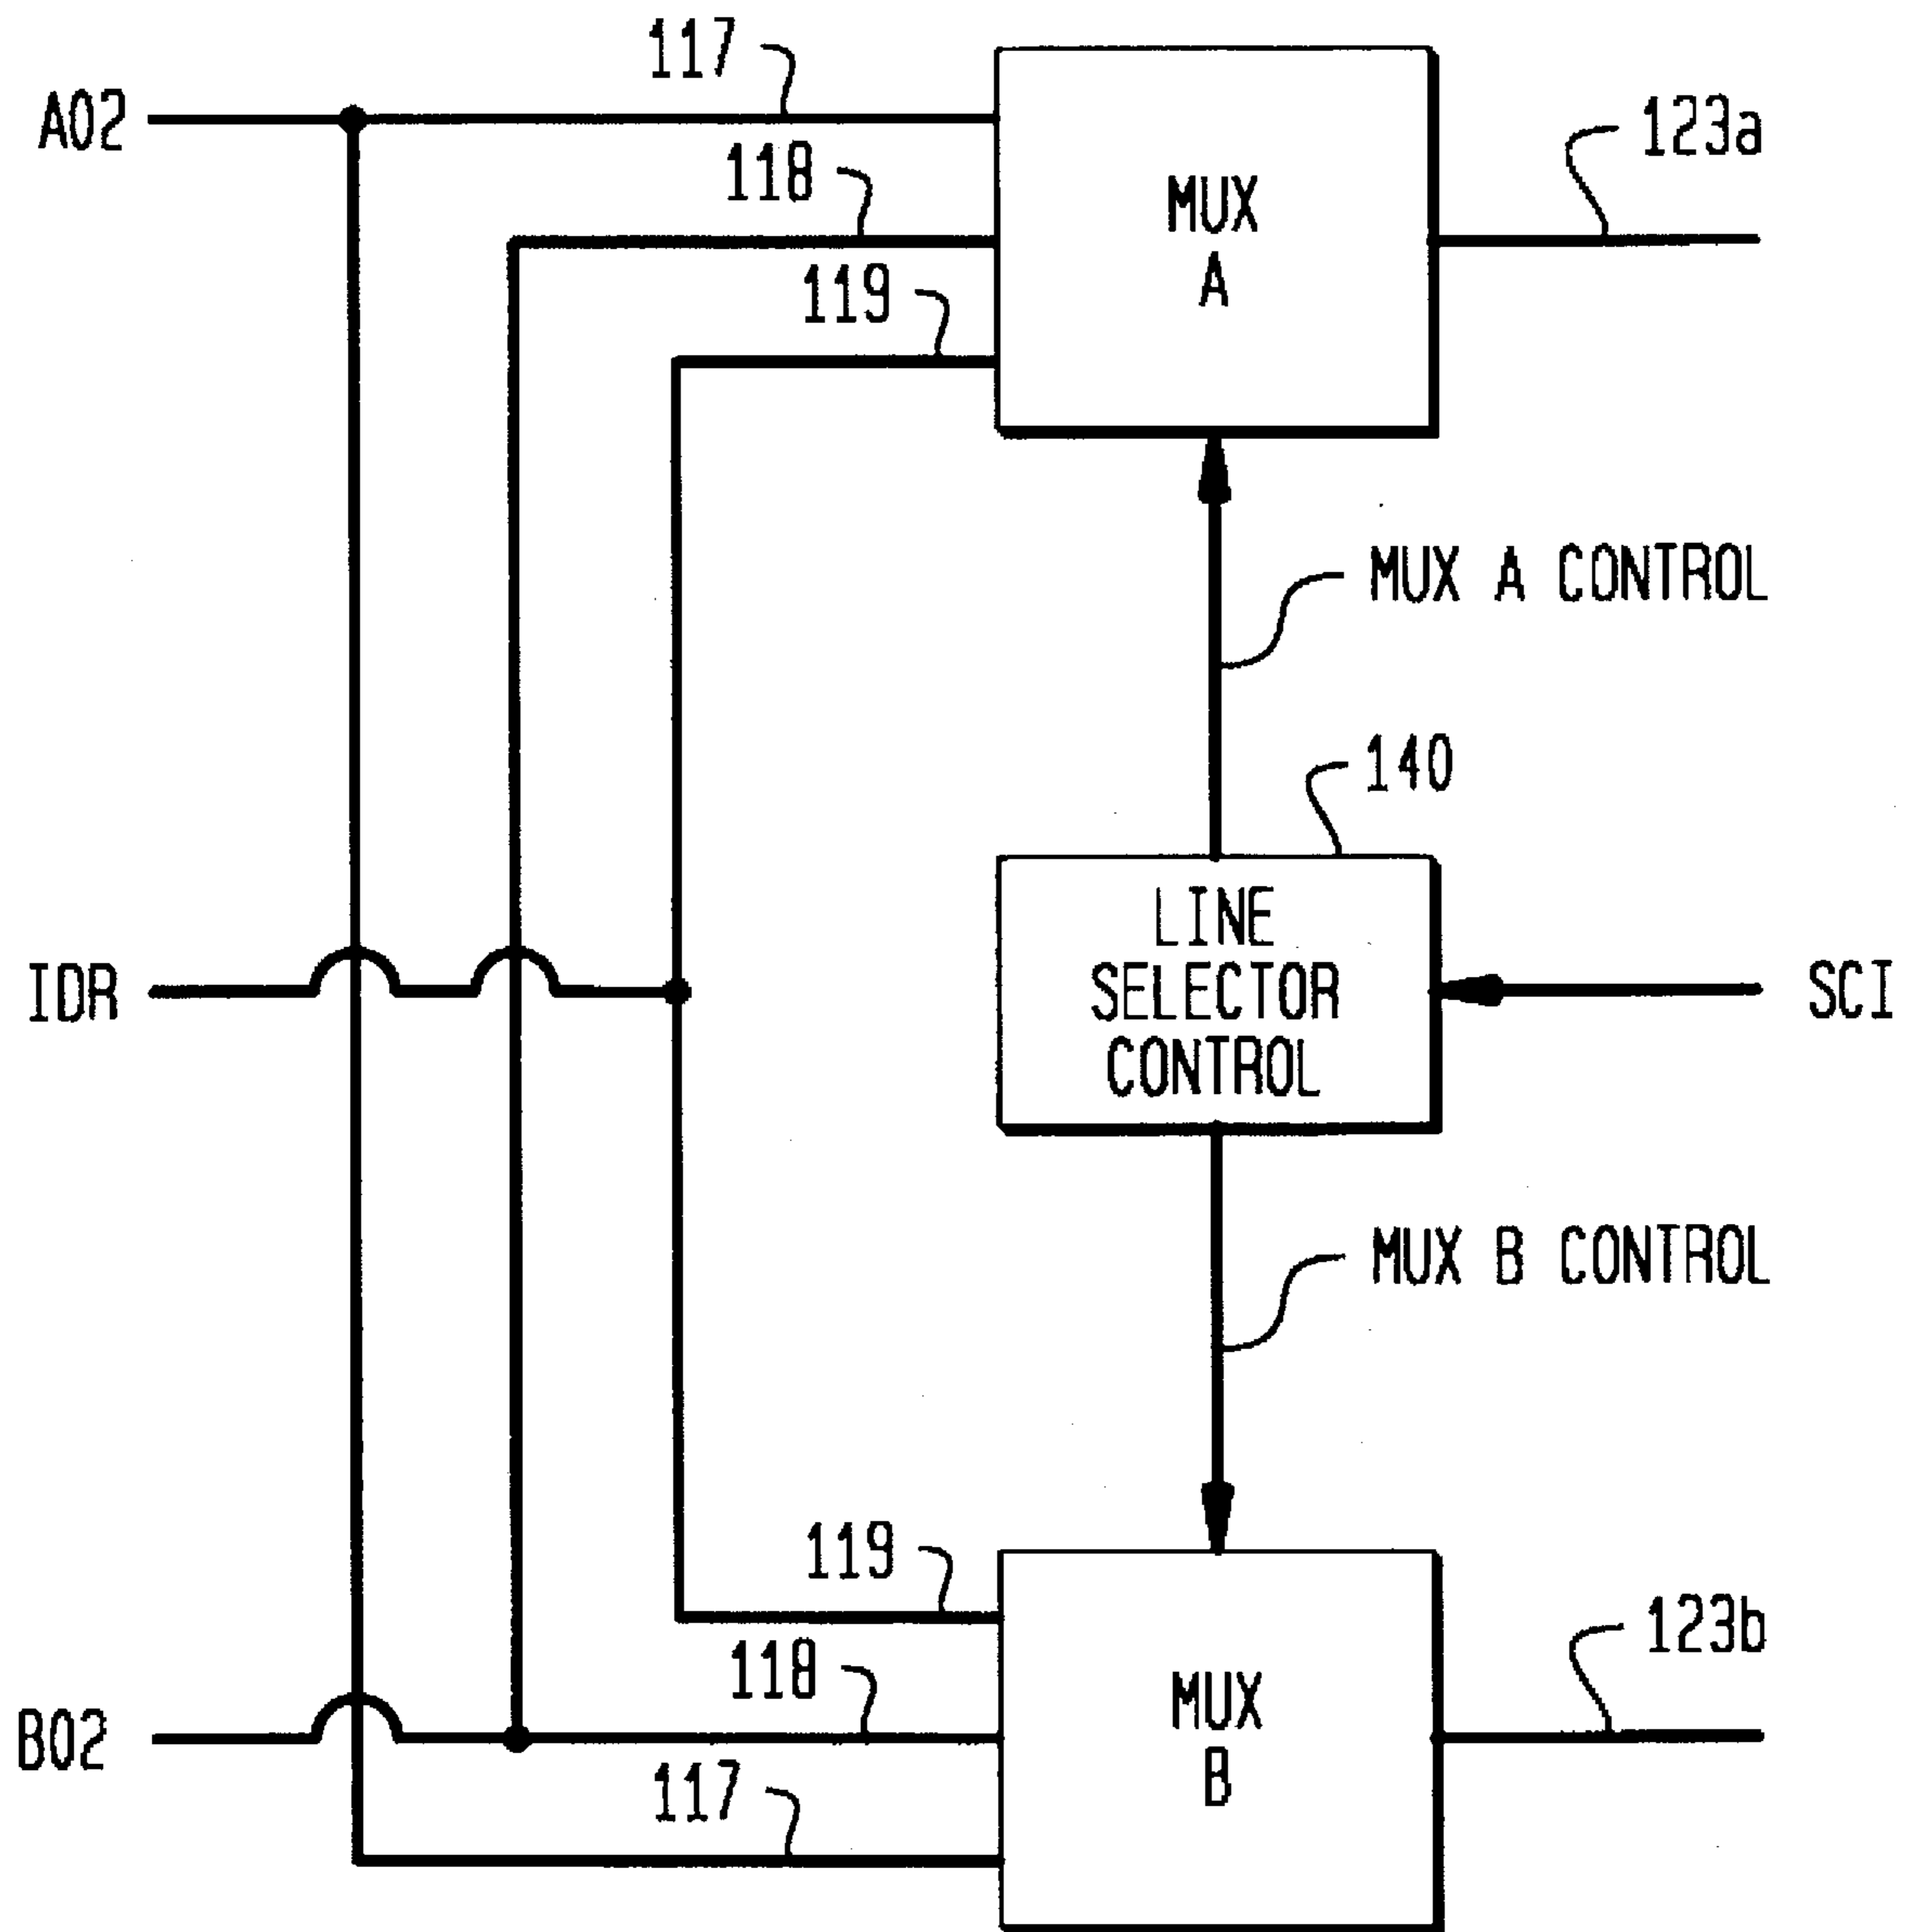 117
A02
123a
118
MUX
A
119
MUX A CONTROL
140
LINE
SELECTOR
CONTROL
IDR
SCI
MUX B CONTROL
119
123b
118
MUX
B
B02
117